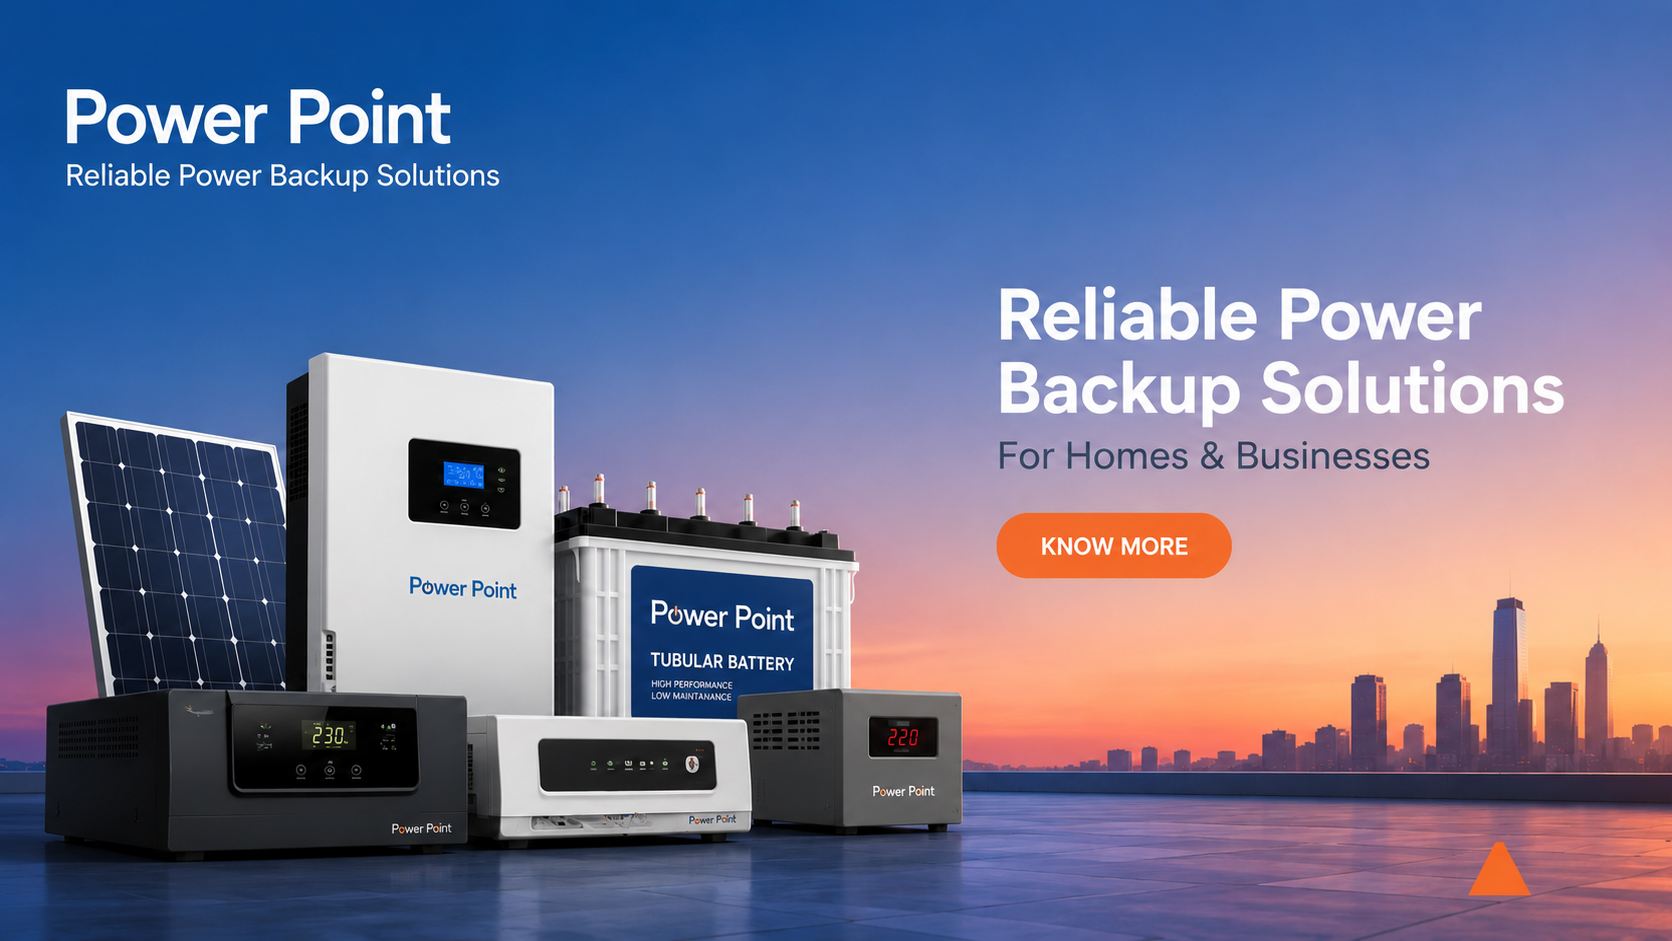 Power Point
Reliable Power Backup Solutions
Reliable Power
Backup Solutions
For Homes & Businesses
KNOW MORE
Power Point
Power Point
TUBULAR BATTERY
HIGH PERFORMANCE
LOW MAINTANANCE
230
Power Point
Power Point
220
Power Point